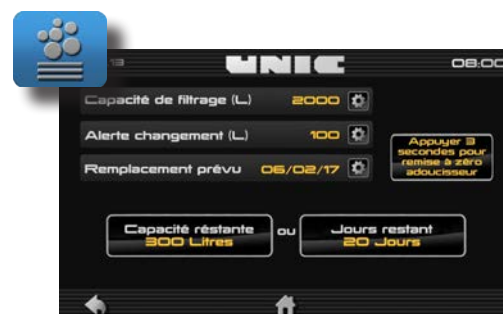 13 UNIC 08:00
Capacité de filtrage (L) 2000
Alerte changement (L) 100
Remplacement prévu 06/02/17
Appuyer 3
secondes pour
remise à zéro
adoucisseur
Capacité réstante
300 Litres
ou
Jours restant
20 Jours